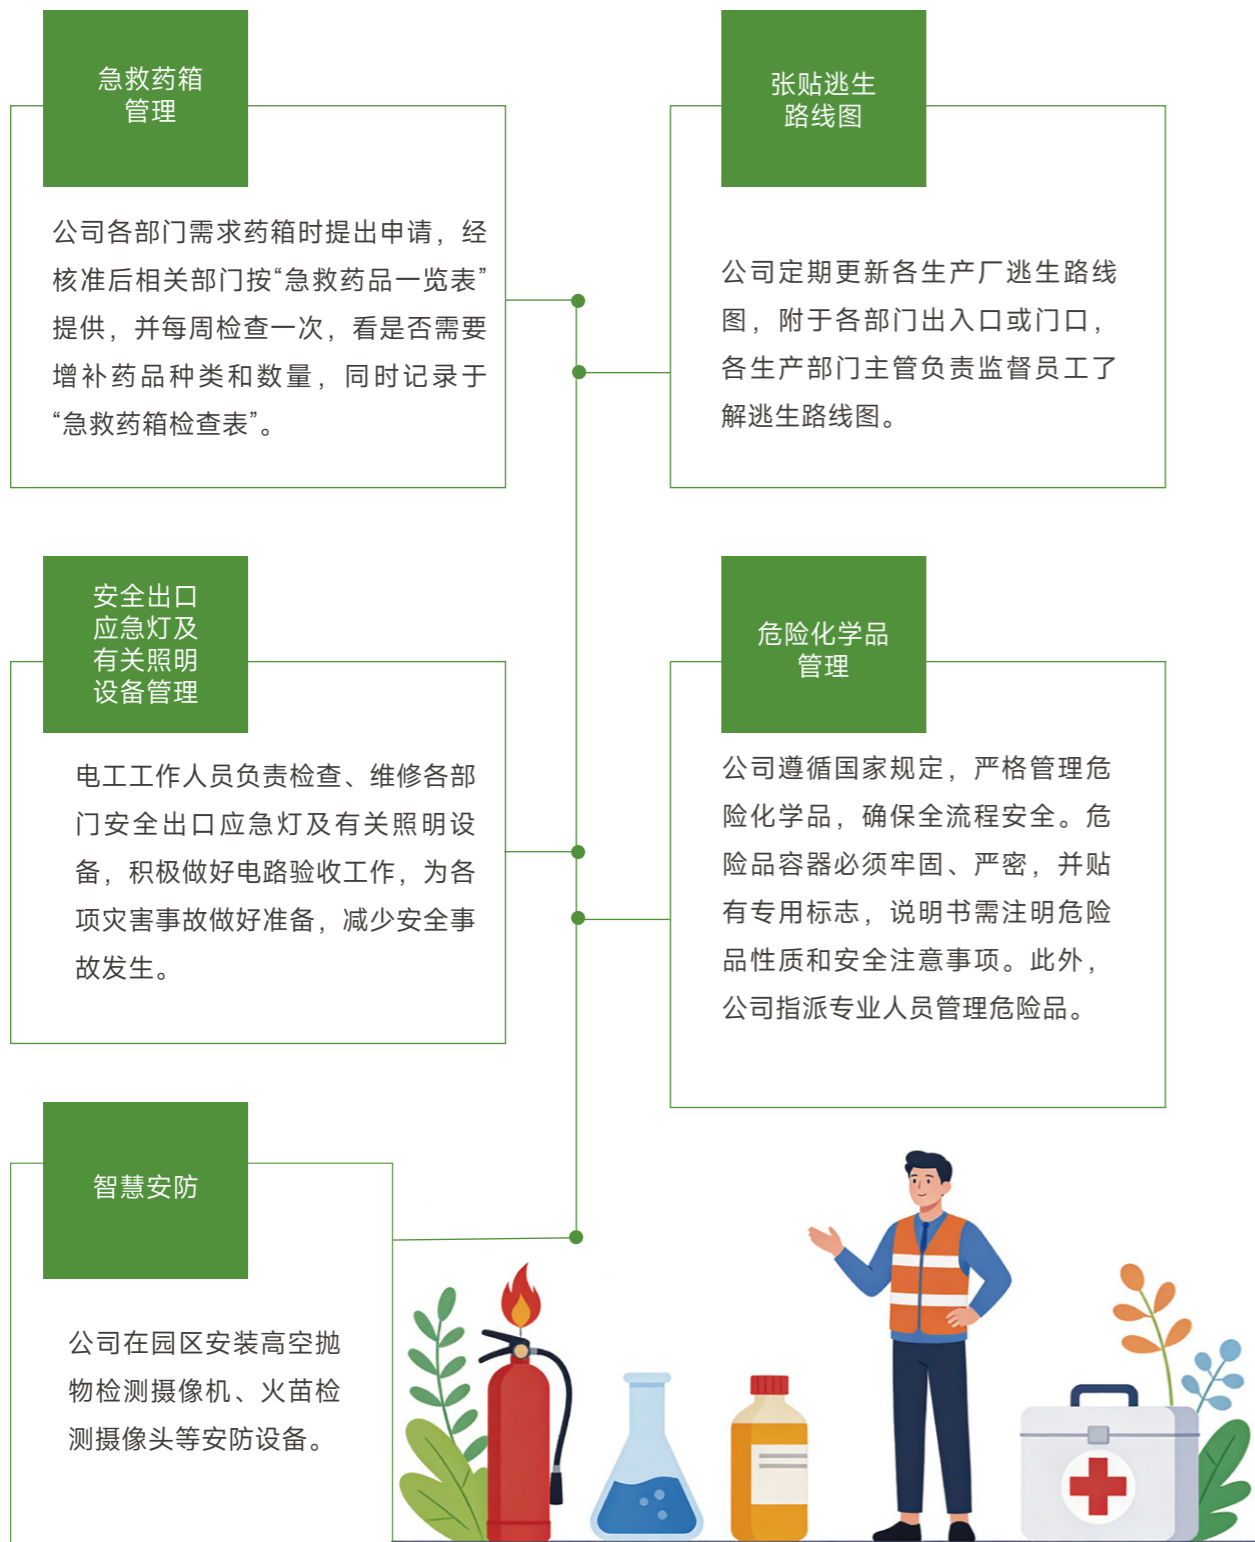 急救药箱
管理
公司各部门需求药箱时提出申请，经
核准后相关部门按“急救药品一览表”
提供，并每周检查一次，看是否需要
增补药品种类和数量，同时记录于
“急救药箱检查表”。
张贴逃生
路线图
公司定期更新各生产厂逃生路线
图，附于各部门出入口或门口，
各生产部门主管负责监督员工了
解逃生路线图。
安全出口
应急灯及
有关照明
设备管理
电工工作人员负责检查、维修各部
门安全出口应急灯及有关照明设
备，积极做好电路验收工作，为各
项灾害事故做好准备，减少安全事
故发生。
危险化学品
管理
公司遵循国家规定，严格管理危
险化学品，确保全流程安全。危
险品容器必须牢固、严密，并贴
有专用标志，说明书需注明危险
品性质和安全注意事项。此外，
公司指派专业人员管理危险品。
智慧安防
公司在园区安装高空抛
物检测摄像机、火苗检
测摄像头等安防设备。